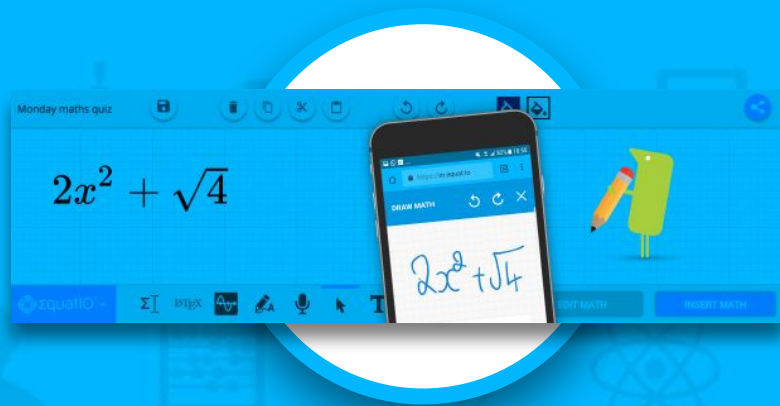 Monday maths quiz
2x² + √4
https://m.equat.io
DRAW MATH
2x² + √4
EDIT MATH
INSERT MATH
EquatIO
Σ
LATEX
A
T